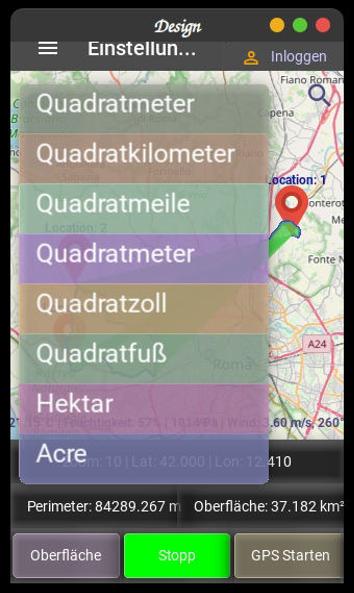 Design
Einstellun...
Inloggen
Fiano Roman
Capena
Quadratmeter
Quadratkilometer
Quadratmeile
Location: 1
Location: 2
Quadratmeter
Fonte N
Quadratzoll
Quadratfuß
A24
Roma
Hektar
Feuchtigkeit: 57% | 1014 hPa | Wind: 3.60 m/s, 260°
Acre
Zoom: 10 | Lat: 42.000 | Lon: 12.410
Perimeter: 84289.267 m
Oberfläche: 37.182 km²
Oberfläche
Stopp
GPS Starten